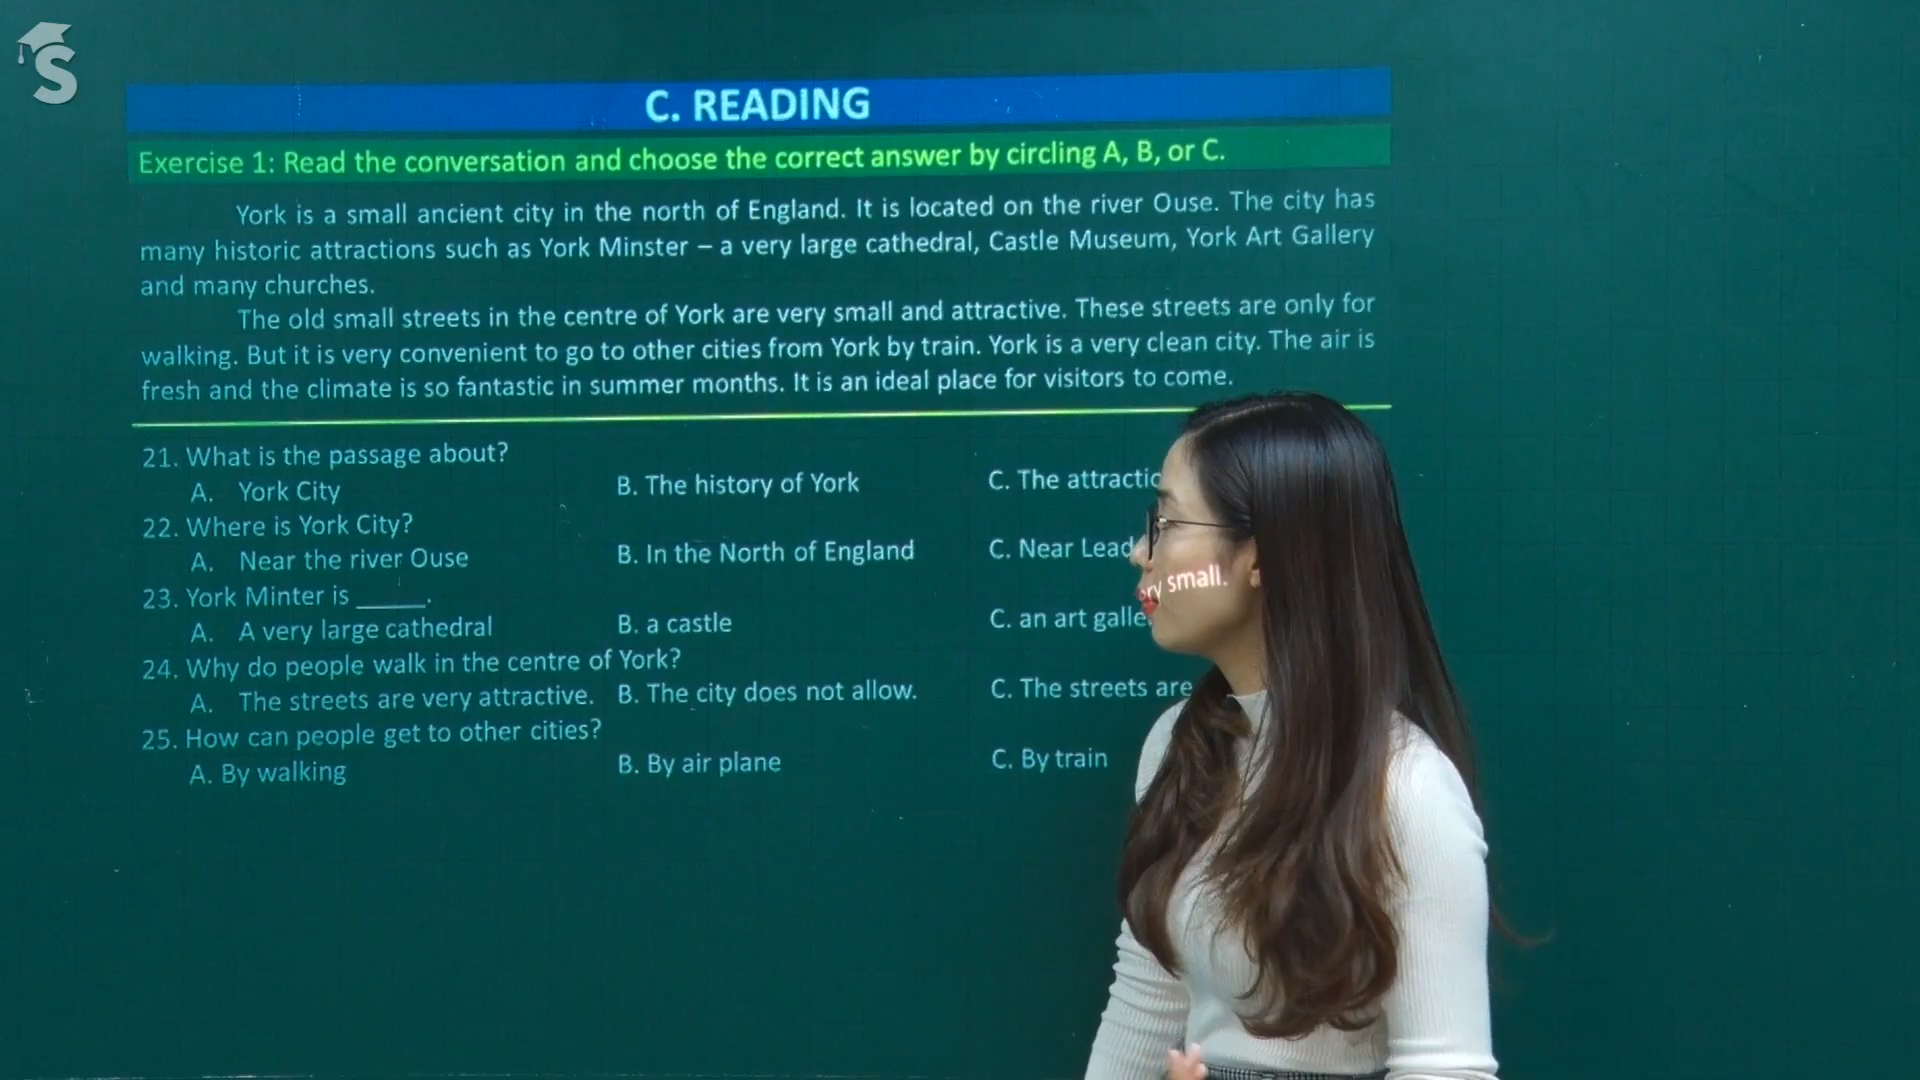 S
C. READING
Exercise 1: Read the conversation and choose the correct answer by circling A, B, or C.
York is a small ancient city in the north of England. It is located on the river Ouse. The city has
many historic attractions such as York Minster – a very large cathedral, Castle Museum, York Art Gallery
and many churches.
The old small streets in the centre of York are very small and attractive. These streets are only for
walking. But it is very convenient to go to other cities from York by train. York is a very clean city. The air is
fresh and the climate is so fantastic in summer months. It is an ideal place for visitors to come.
21. What is the passage about?
A. York City B. The history of York C. The
22. Where is York City?
A. Near the river Ouse B. In the North of England C. Near
23. York Minter is _____.
A. A very large cathedral B. a castle C. an art
24. Why do people walk in the centre of York?
A. The streets are very attractive. B. The city does not allow. C. The streets are small.
25. How can people get to other cities?
A. By walking B. By air plane C. By train